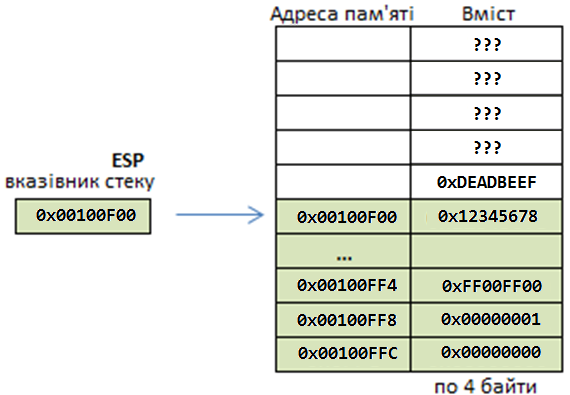 Адреса пам'яті Вміст
???
???
???
???
0xDEADBEEF
ESP
вказівник стеку
0x00100F00
0x00100F00 0x12345678
...
0x00100FF4 0xFF00FF00
0x00100FF8 0x00000001
0x00100FFC 0x00000000
по 4 байти